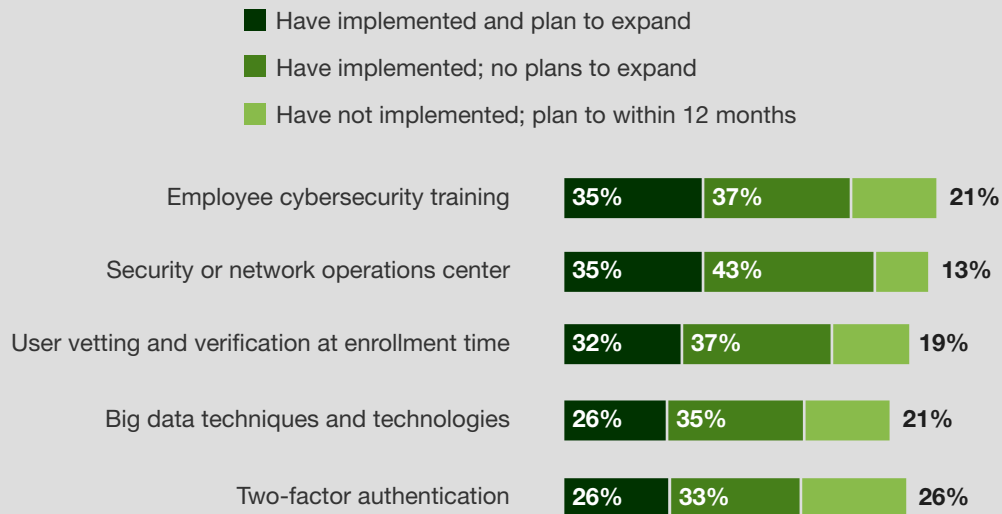 Have implemented and plan to expand
Have implemented; no plans to expand
Have not implemented; plan to within 12 months
Employee cybersecurity training 35% 37% 21%
Security or network operations center 35% 43% 13%
User vetting and verification at enrollment time 32% 37% 19%
Big data techniques and technologies 26% 35% 21%
Two-factor authentication 26% 33% 26%